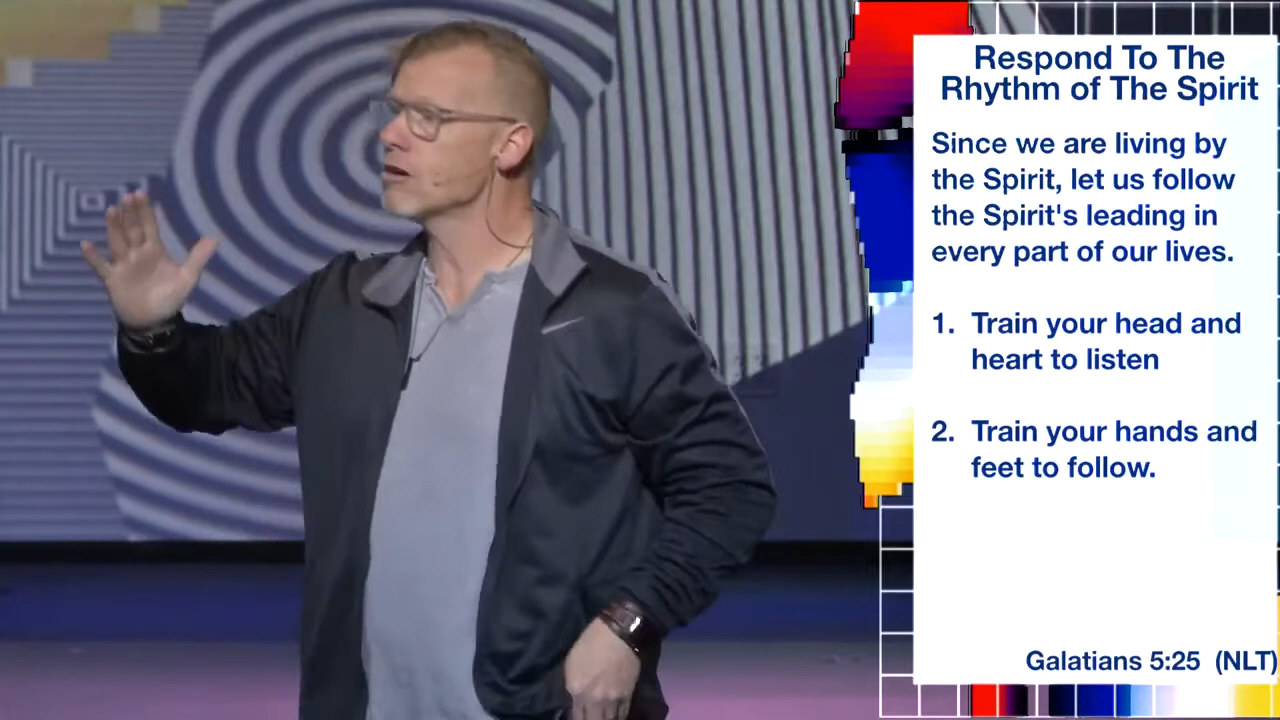 Respond To The
Rhythm of The Spirit
Since we are living by
the Spirit, let us follow
the Spirit's leading in
every part of our lives.
1. Train your head and
heart to listen
2. Train your hands and
feet to follow.
Galatians 5:25 (NLT)